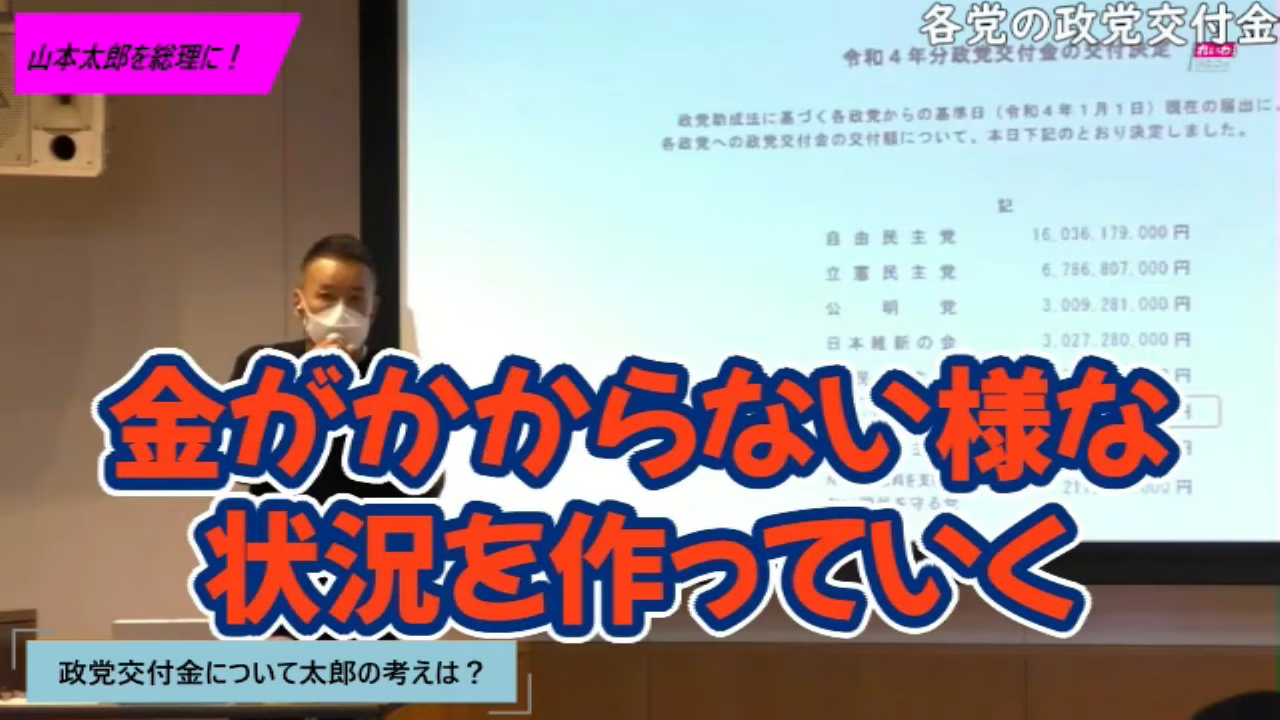 山本太郎を総理に!
各党の政党交付金
令和4年分政党交付金の交付決定
れいわ
政党助成法に基づく各政党からの基準日(令和4年1月1日)現在の届出に
各政党への政党交付金の交付額について、本日下記のとおり決定しました。
記
自由民主党 16,036,179,000円
立憲民主党 6,786,807,000円
公明党 3,009,281,000円
日本維新の会 3,027,280,000円
金がかからない様な
状況を作っていく
政党交付金について太郎の考えは?